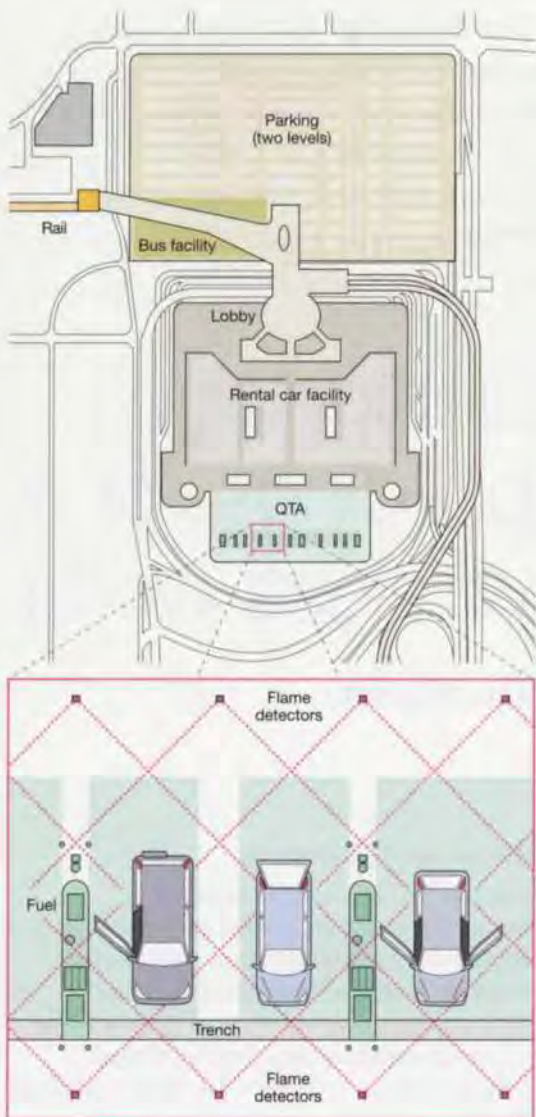 Parking
(two levels)
Rail
Bus facility
Lobby
Rental car facility
QTA
Flame
detectors
Fuel
Trench
Flame
detectors